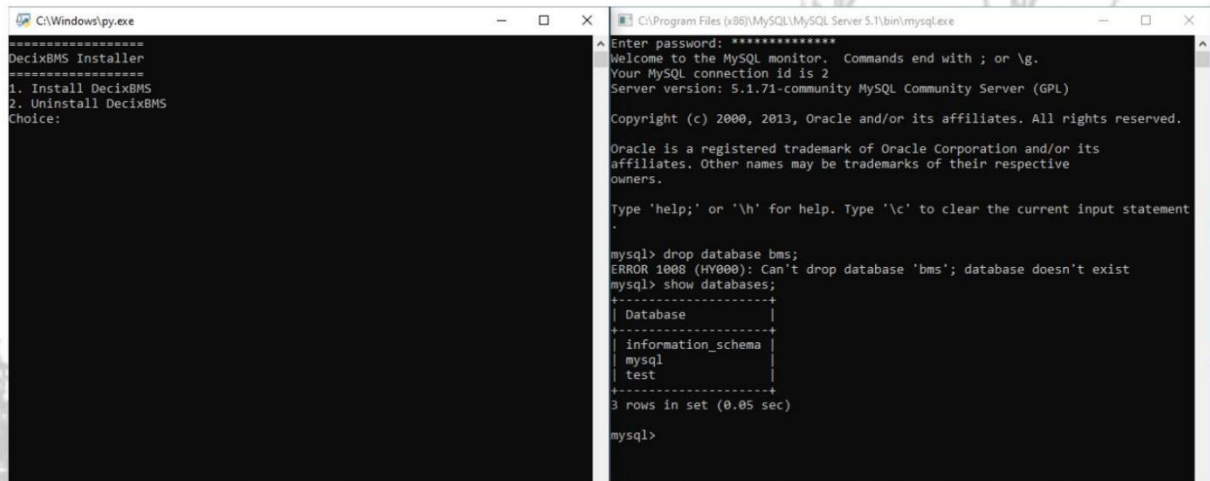 C:\Windows\py.exe
==================
DecixBMS Installer
==================
1. Install DecixBMS
2. Uninstall DecixBMS
Choice:
C:\Program Files (x86)\MySQL\MySQL Server 5.1\bin\mysql.exe
Enter password: **************
Welcome to the MySQL monitor.  Commands end with ; or \g.
Your MySQL connection id is 2
Server version: 5.1.71-community MySQL Community Server (GPL)
Copyright (c) 2000, 2013, Oracle and/or its affiliates. All rights reserved.
Oracle is a registered trademark of Oracle Corporation and/or its
affiliates. Other names may be trademarks of their respective
owners.
Type 'help;' or '\h' for help. Type '\c' to clear the current input statement
.
mysql> drop database bms;
ERROR 1008 (HY000): Can't drop database 'bms'; database doesn't exist
mysql> show databases;
+--------------------+
| Database           |
+--------------------+
| information_schema |
| mysql              |
| test               |
+--------------------+
3 rows in set (0.05 sec)
mysql>